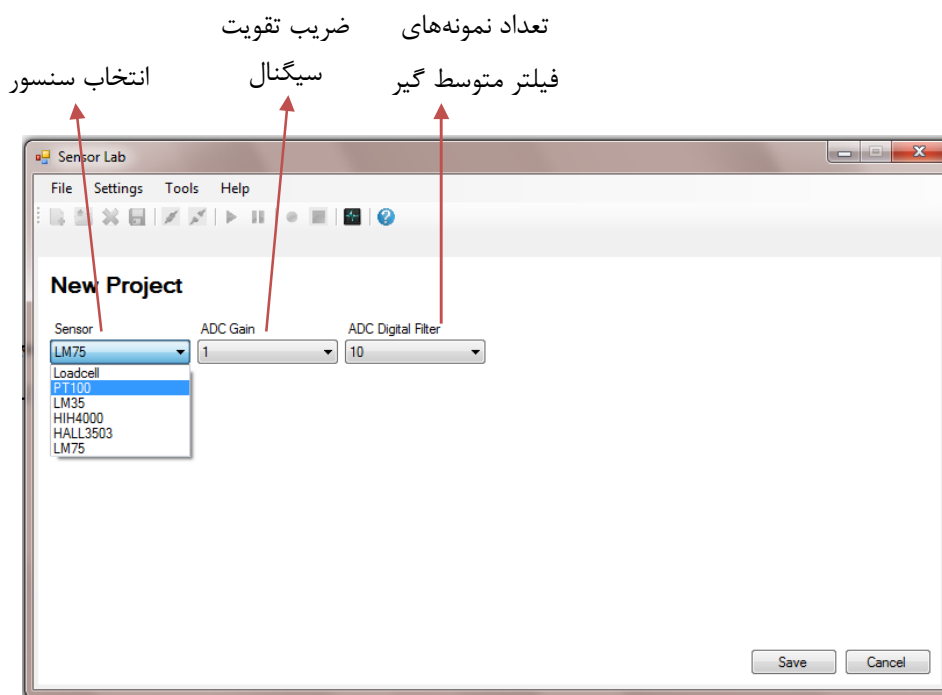 تعداد نمونه‌های
فیلتر متوسط گیر
ضریب تقویت
سیگنال
انتخاب سنسور
Sensor Lab
File Settings Tools Help
New Project
Sensor ADC Gain ADC Digital Filter
LM75 1 10
Loadcell
PT100
LM35
HIH4000
HALL3503
LM75
Save Cancel